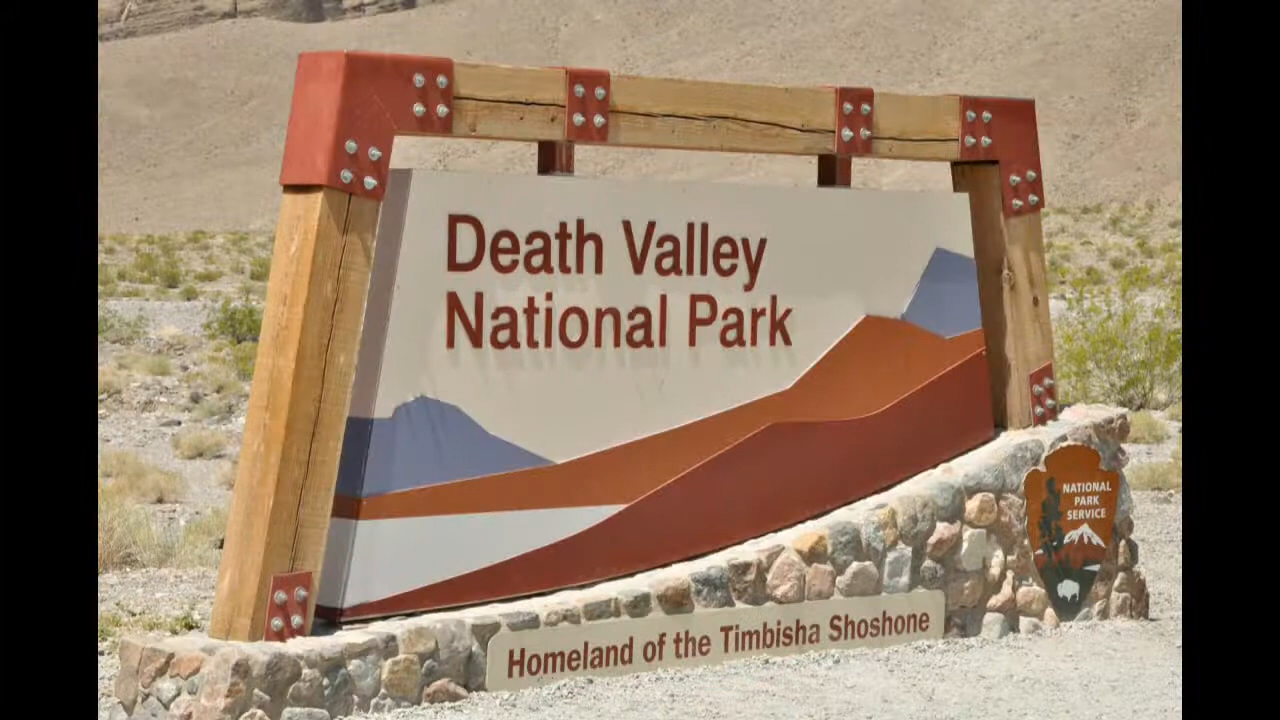 Death Valley
National Park
NATIONAL
PARK
SERVICE
Homeland of the Timbisha Shoshone